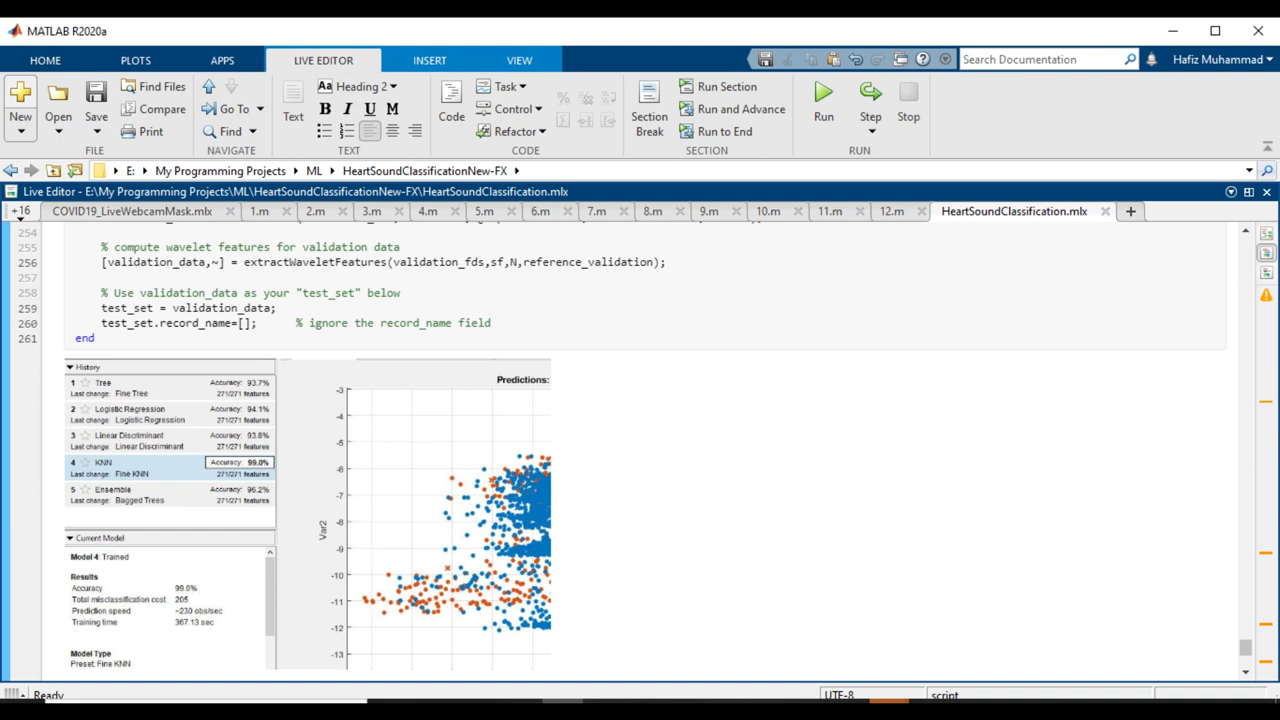 MATLAB R2020a
HOME PLOTS APPS LIVE EDITOR INSERT VIEW Search Documentation Hafiz Muhammad
New Open Save Find Files Compare Print
FILE
Go To Find
NAVIGATE
Text Aa Heading 2 B I U M
TEXT
Code Task Control Refactor
CODE
Section Break Run Section Run and Advance Run to End
SECTION
Run Step Stop
RUN
E: My Programming Projects ML HeartSoundClassificationNew-FX
Live Editor - E:\My Programming Projects\ML\HeartSoundClassificationNew-FX\HeartSoundClassification.mlx
+16 COVID19_LiveWebcamMask.mlx 1.m 2.m 3.m 4.m 5.m 6.m 7.m 8.m 9.m 10.m 11.m 12.m HeartSoundClassification.mlx
254
255 % compute wavelet features for validation data
256 [validation_data,~] = extractWaveletFeatures(validation_fds,sf,N,reference_validation);
257
258 % Use validation_data as your "test_set" below
259 test_set = validation_data;
260 test_set.record_name=[]; % ignore the record_name field
261 end
History
1 Tree Accuracy: 93.7%
Last change: Fine Tree 271/271 features
2 Logistic Regression Accuracy: 94.1%
Last change: Logistic Regression 271/271 features
3 Linear Discriminant Accuracy: 93.8%
Last change: Linear Discriminant 271/271 features
4 KNN Accuracy: 99.0%
Last change: Fine KNN 271/271 features
5 Ensemble Accuracy: 96.2%
Last change: Bagged Trees 271/271 features
Current Model
Model 4: Trained
Results
Accuracy 99.0%
Total misclassification cost 205
Prediction speed ~230 obs/sec
Training time 367.13 sec
Model Type
Preset: Fine KNN
Predictions:
-3
-4
-5
-6
-7
-8
-9
-10
-11
-12
-13
Var2
Ready UTF-8 script